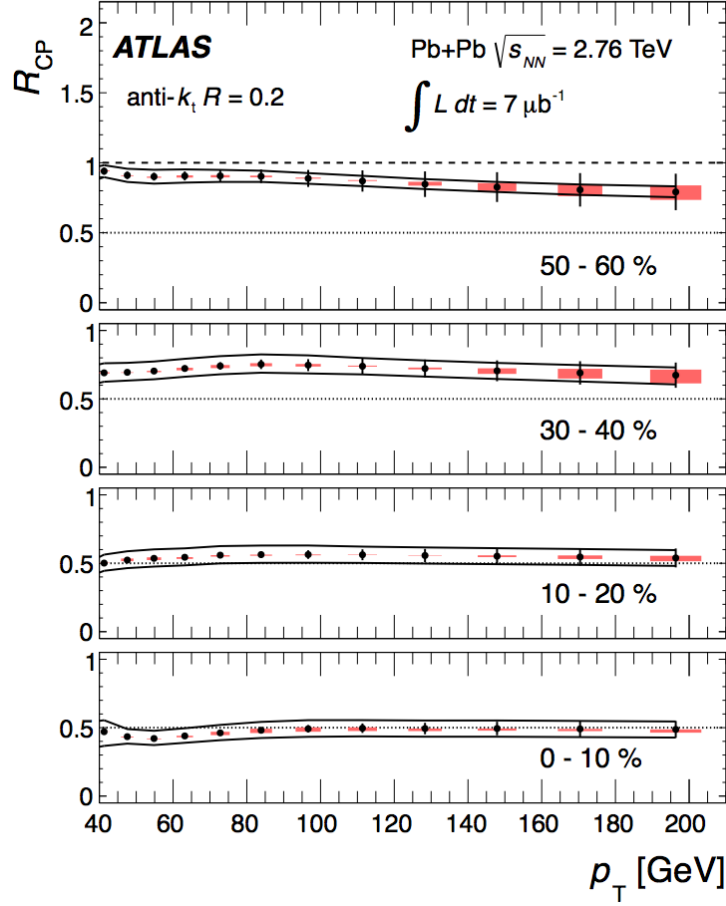 R_CP
2
1.5
1
0.5
0
ATLAS
anti-k_t R = 0.2
Pb+Pb √s_NN = 2.76 TeV
∫ L dt = 7 μb⁻¹
50 - 60 %
1
0.5
0
30 - 40 %
1
0.5
0
10 - 20 %
1
0.5
0
0 - 10 %
40 60 80 100 120 140 160 180 200
p_T [GeV]